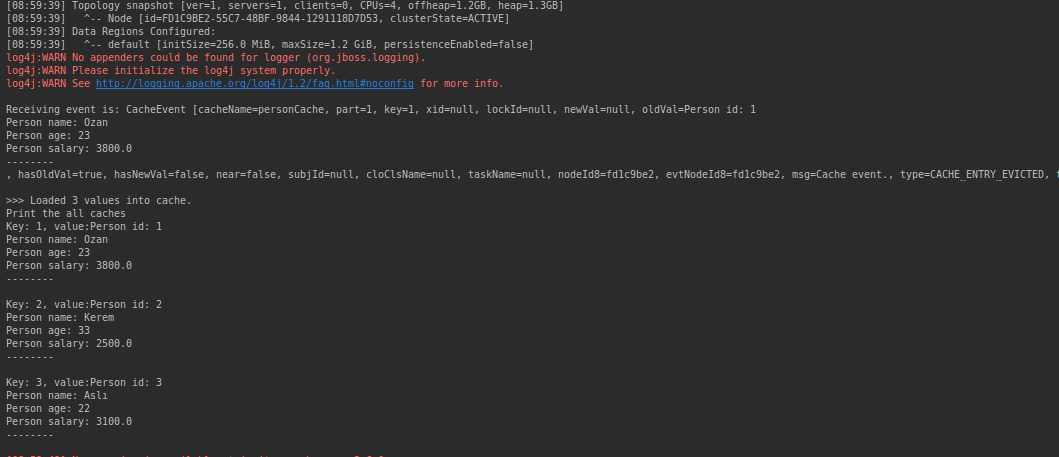 [08:59:39] Topology snapshot [ver=1, servers=1, clients=0, CPUs=4, offheap=1.2GB, heap=1.3GB]
[08:59:39]   ^-- Node [id=FD1C9BE2-55C7-48BF-9844-1291118D7D53, clusterState=ACTIVE]
[08:59:39] Data Regions Configured:
[08:59:39]   ^-- default [initSize=256.0 MiB, maxSize=1.2 GiB, persistenceEnabled=false]
log4j:WARN No appenders could be found for logger (org.jboss.logging).
log4j:WARN Please initialize the log4j system properly.
log4j:WARN See http://logging.apache.org/log4j/1.2/faq.html#noconfig for more info.
Receiving event is: CacheEvent [cacheName=personCache, part=1, key=1, xid=null, lockId=null, newVal=null, oldVal=Person id: 1
Person name: Ozan
Person age: 23
Person salary: 3800.0
--------
, hasOldVal=true, hasNewVal=false, near=false, subjId=null, cloClsName=null, taskName=null, nodeId8=fd1c9be2, evtNodeId8=fd1c9be2, msg=Cache event., type=CACHE_ENTRY_EVICTED,
>>> Loaded 3 values into cache.
Print the all caches
Key: 1, value:Person id: 1
Person name: Ozan
Person age: 23
Person salary: 3800.0
--------
Key: 2, value:Person id: 2
Person name: Kerem
Person age: 33
Person salary: 2500.0
--------
Key: 3, value:Person id: 3
Person name: Aslı
Person age: 22
Person salary: 3100.0
--------